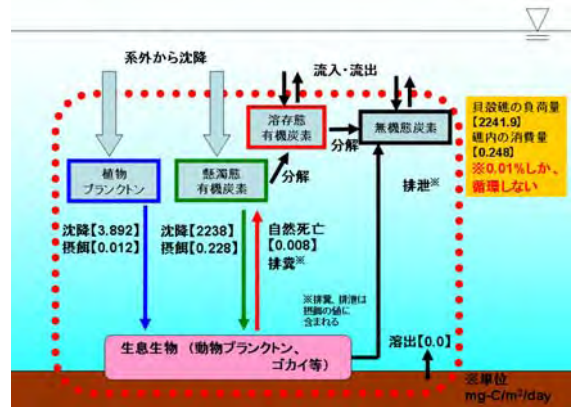 系外から沈降
流入・流出
溶存態
有機炭素
分解
無機態炭素
貝殻礁の負荷量
【2241.9】
礁内の消費量
【0.248】
※0.01%しか、
循環しない
植物
プランクトン
懸濁態
有機炭素
分解
排泄※
沈降【3.892】
摂餌【0.012】
沈降【2238】
摂餌【0.228】
自然死亡
【0.008】
排糞※
※排糞、排泄は
摂餌の値に
含まれる
生息生物（動物プランクトン、
ゴカイ等）
溶出【0.0】
※単位
mg-C/m²/day